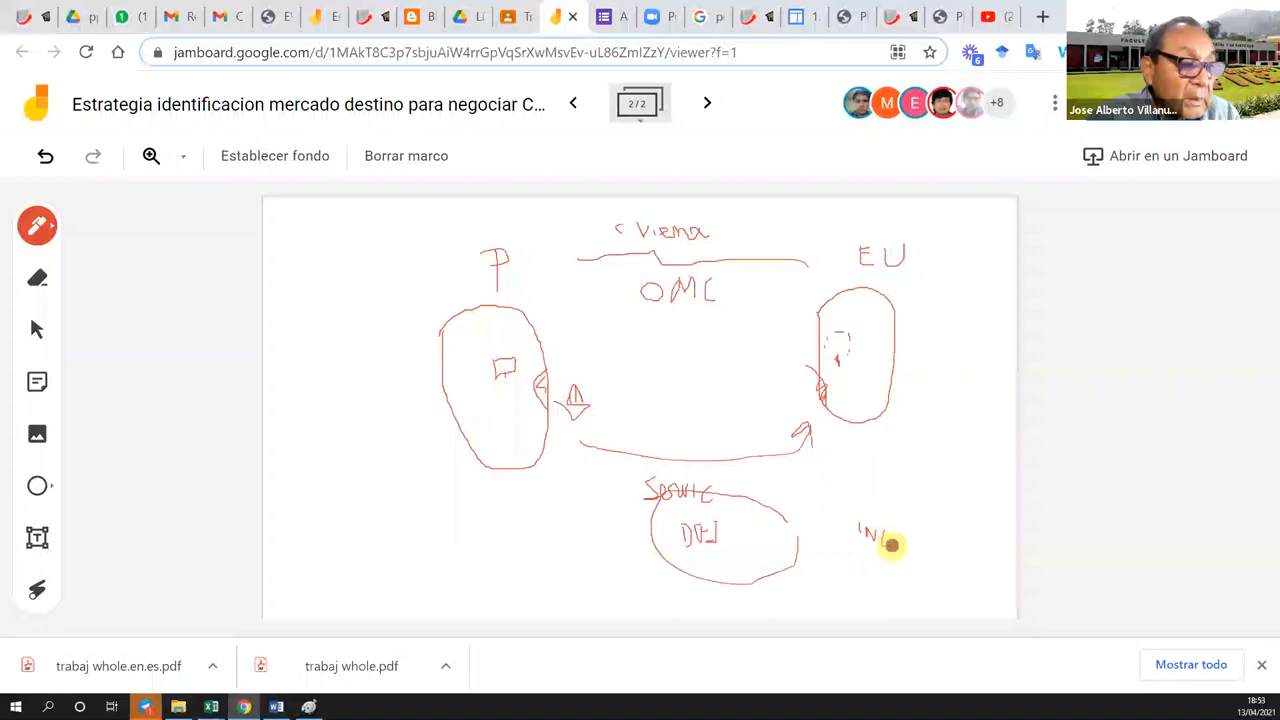 jamboard.google.com/d/1MAkT8C3p7sbjuAiW4rrGpVqSrXwMsvEv-uL86ZmIZzY/viewer?f=1
6
FACULT
Jose Alberto Villanu...
Estrategia identificacion mercado destino para negociar C...
2/2
M
E
+8
Establecer fondo
Borrar marco
Abrir en un Jamboard
C Viena
P
EU
OMC
trabaj whole.en.es.pdf
trabaj whole.pdf
Mostrar todo
18:53
13/04/2021